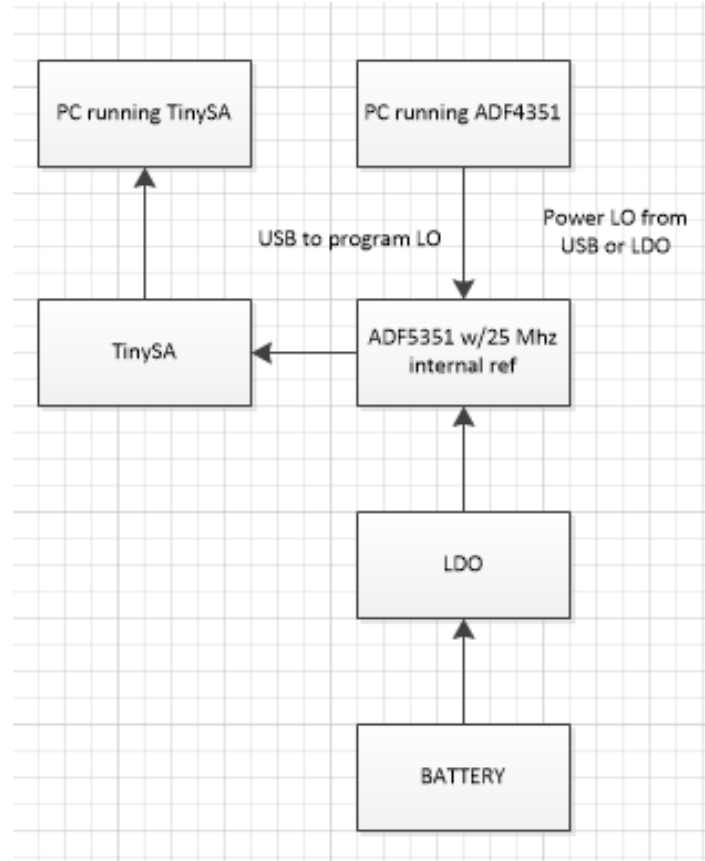 PC running TinySA
PC running ADF4351
USB to program LO
Power LO from
USB or LDO
TinySA
ADF5351 w/25 Mhz
internal ref
LDO
BATTERY